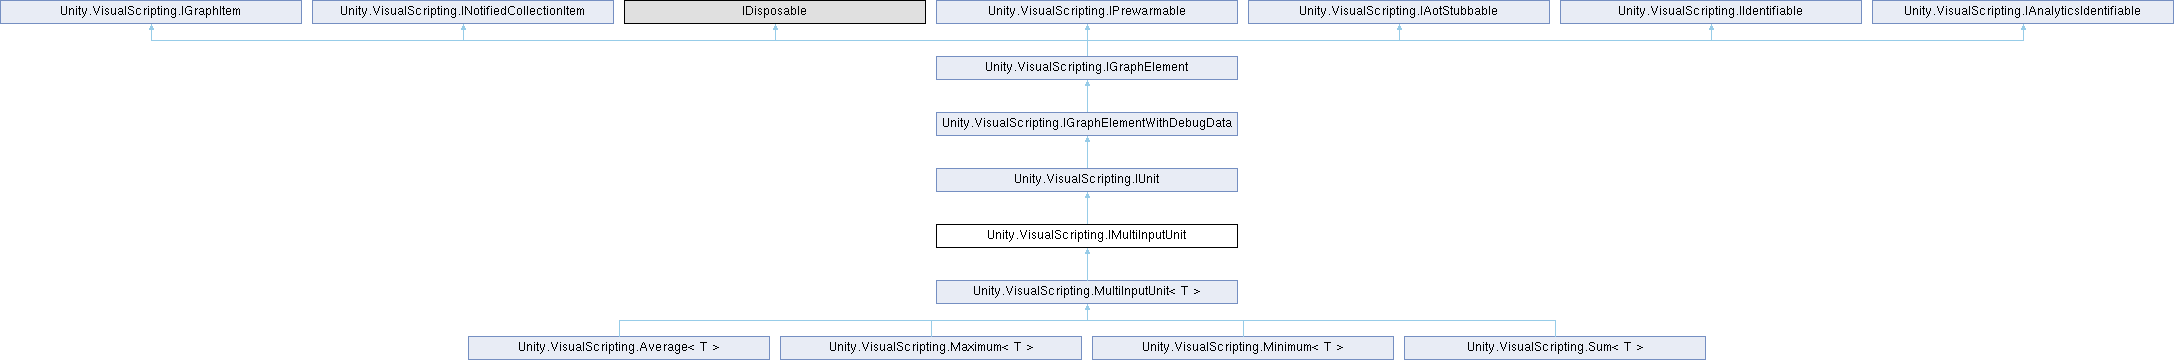 Unity.VisualScripting.IGraphItem
Unity.VisualScripting.INotifiedCollectionItem
IDisposable
Unity.VisualScripting.IPrewarmable
Unity.VisualScripting.IAotStubbable
Unity.VisualScripting.IIdentifiable
Unity.VisualScripting.IAnalyticsIdentifiable
Unity.VisualScripting.IGraphElement
Unity.VisualScripting.IGraphElementWithDebugData
Unity.VisualScripting.IUnit
Unity.VisualScripting.IMultiInputUnit
Unity.VisualScripting.MultiInputUnit< T >
Unity.VisualScripting.Average< T >
Unity.VisualScripting.Maximum< T >
Unity.VisualScripting.Minimum< T >
Unity.VisualScripting.Sum< T >